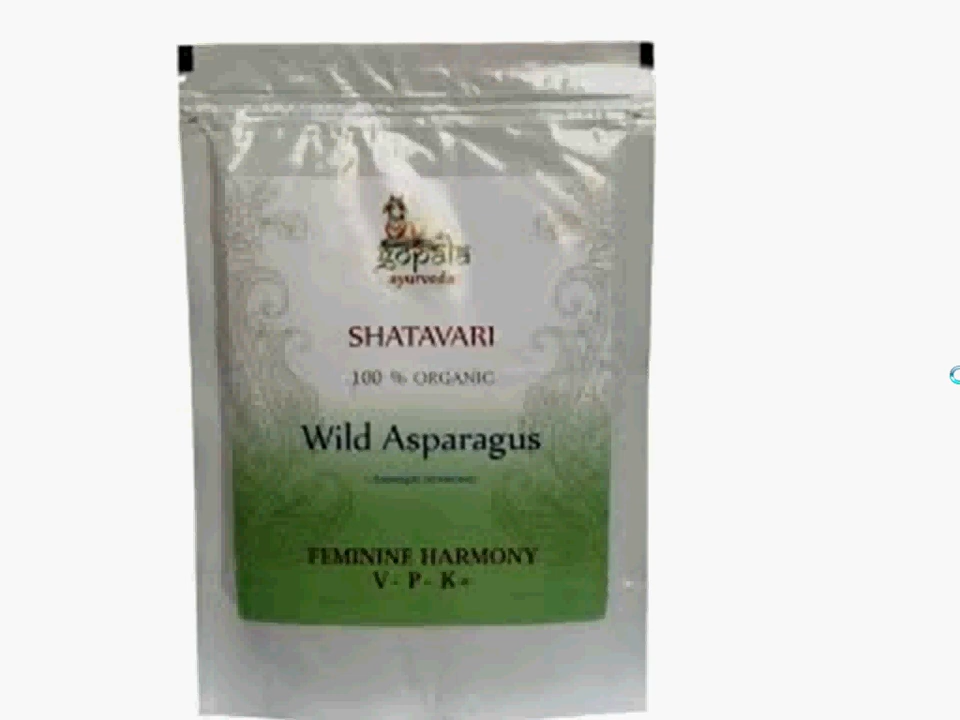 gopala
ayurveda
SHATAVARI
100 % ORGANIC
Wild Asparagus
FEMININE HARMONY
V- P- K+